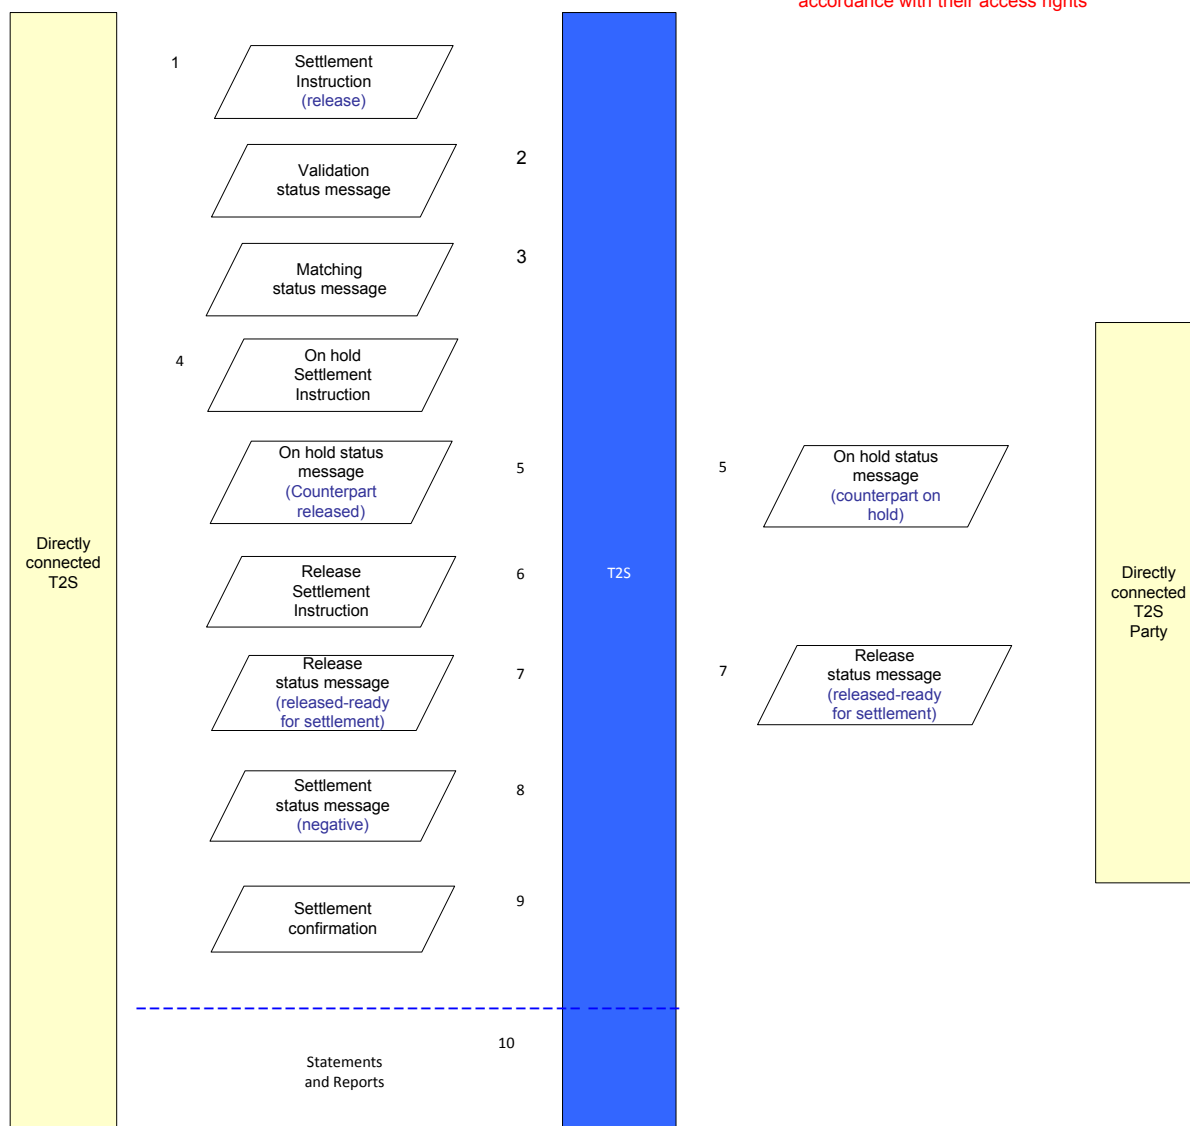 accordance with their access rights
1
Settlement
Instruction
(release)
2
Validation
status message
3
Matching
status message
4
On hold
Settlement
Instruction
On hold status
message
(Counterpart
released)
5
5
On hold status
message
(counterpart on
hold)
Directly
connected
T2S
Release
Settlement
Instruction
6
T2S
Directly
connected
T2S
Party
Release
status message
(released-ready
for settlement)
7
7
Release
status message
(released-ready
for settlement)
Settlement
status message
(negative)
8
Settlement
confirmation
9
10
Statements
and Reports